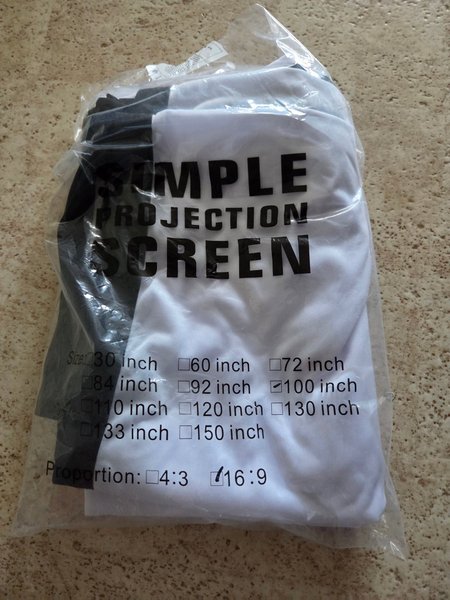 SIMPLE
PROJECTION
SCREEN
Size: ☐30 inch ☐60 inch ☐72 inch
☐84 inch ☐92 inch ☑100 inch
☐110 inch ☐120 inch ☐130 inch
☐133 inch ☐150 inch
Proportion: ☐4:3 ☑16:9